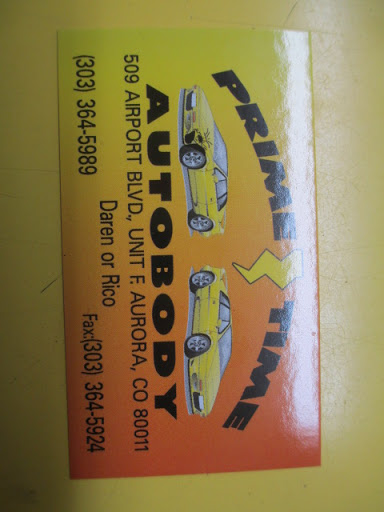 PRIME TIME
AUTOBODY
509 AIRPORT BLVD., UNIT F, AURORA, CO 80011
Daren or Rico
(303) 364-5989 Fax:(303) 364-5924